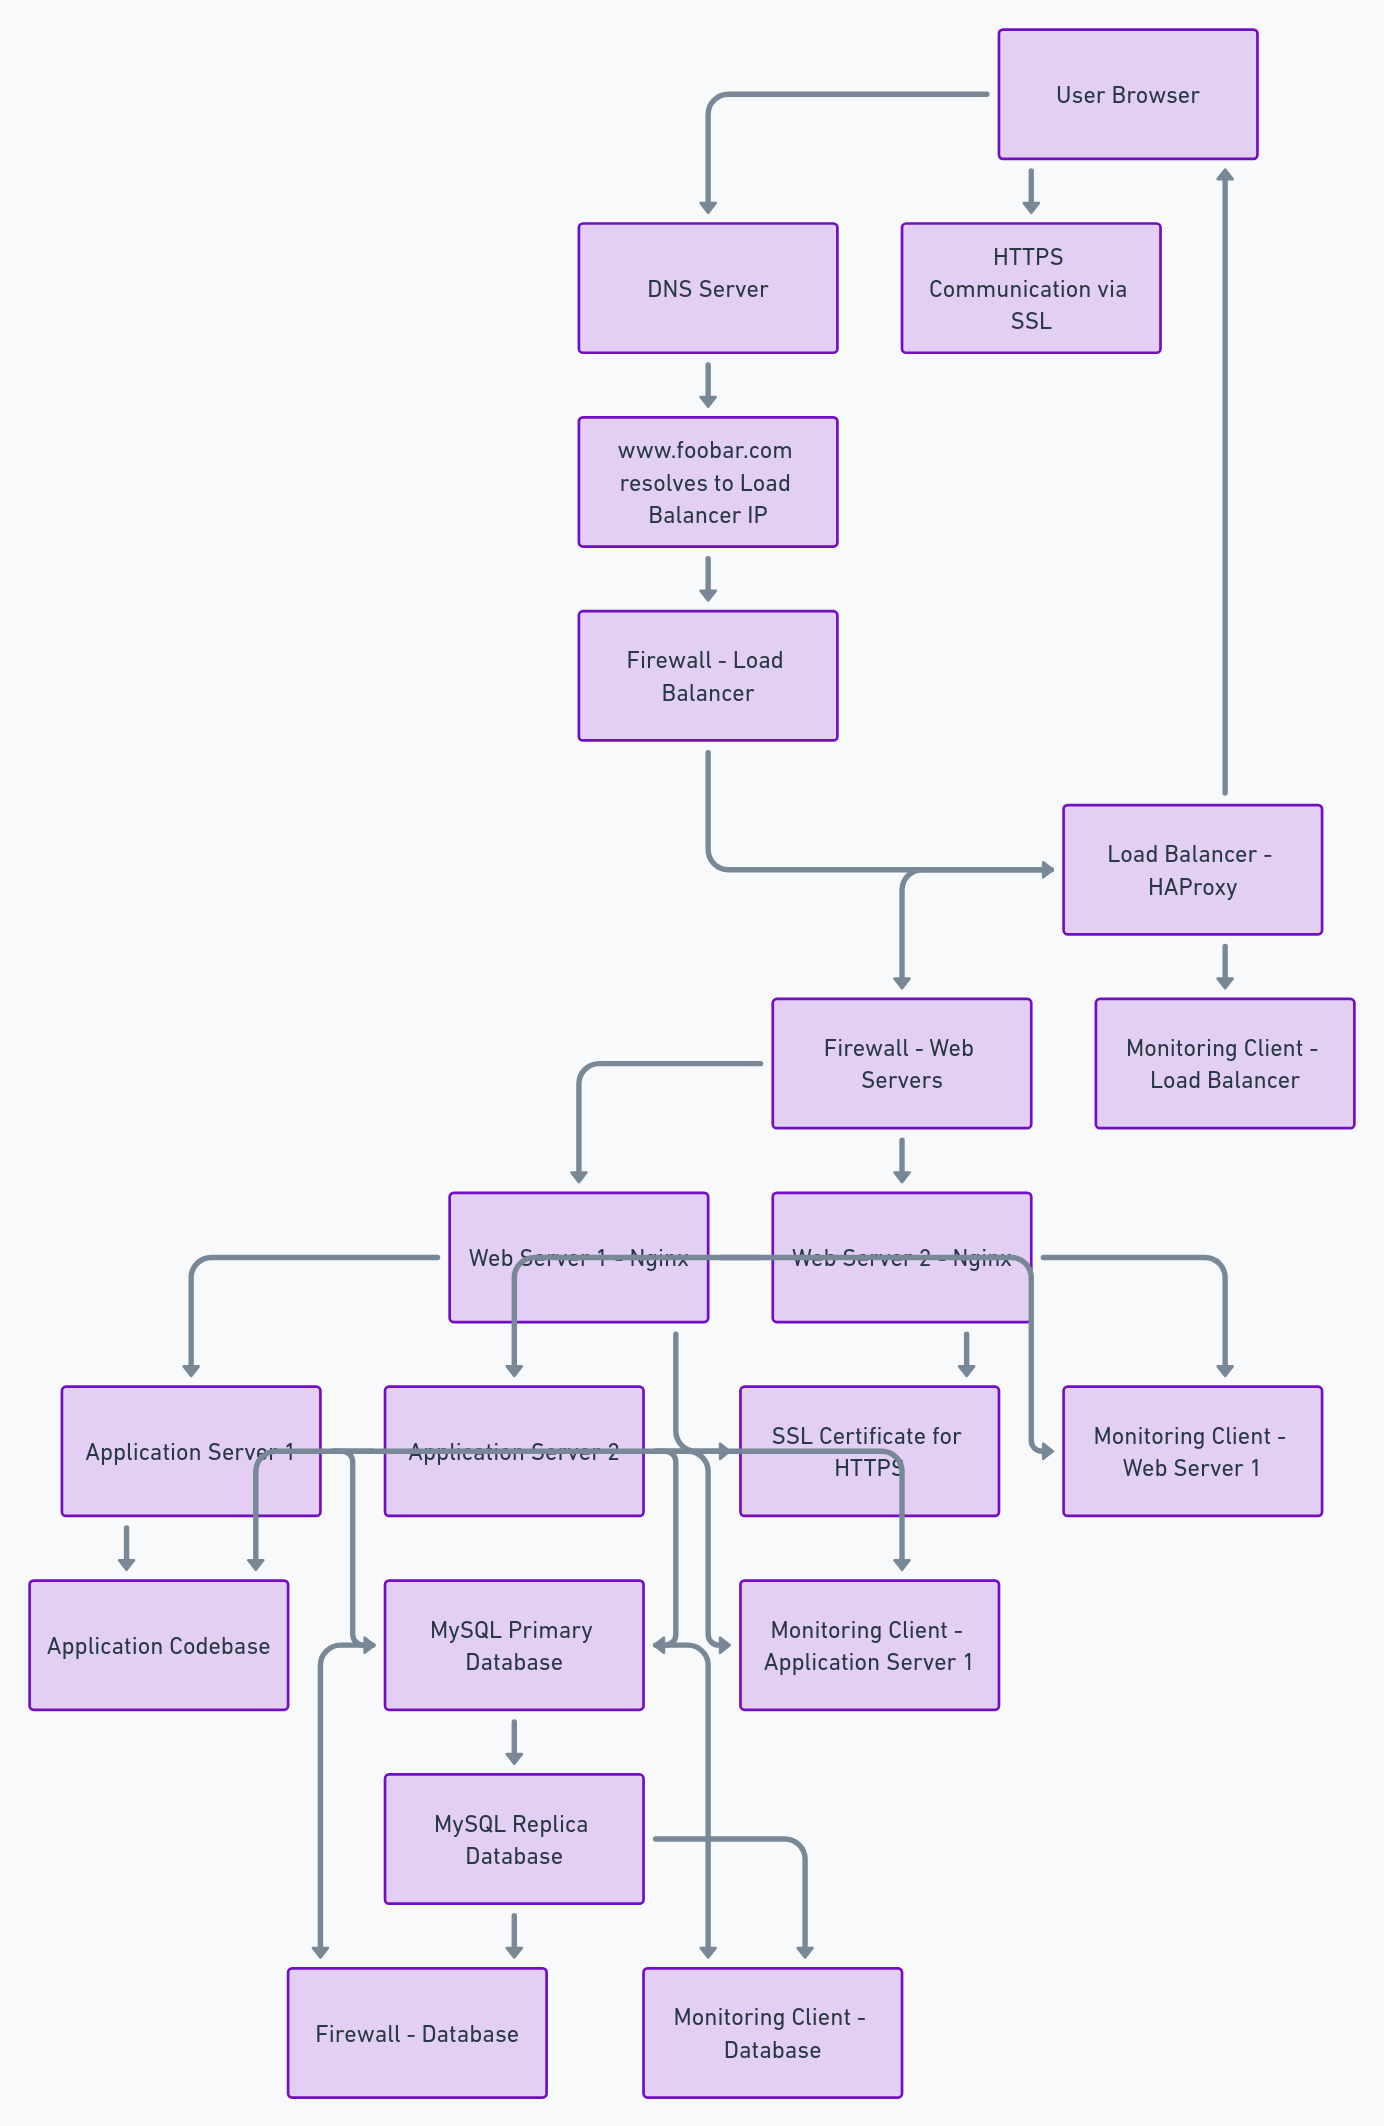 User Browser
DNS Server
HTTPS
Communication via
SSL
www.foobar.com
resolves to Load
Balancer IP
Firewall - Load
Balancer
Load Balancer -
HAProxy
Firewall - Web
Servers
Monitoring Client -
Load Balancer
Web Server 1 - Nginx
Web Server 2 - Nginx
Application Server 1
Application Server 2
SSL Certificate for
HTTPS
Monitoring Client -
Web Server 1
Application Codebase
MySQL Primary
Database
Monitoring Client -
Application Server 1
MySQL Replica
Database
Firewall - Database
Monitoring Client -
Database